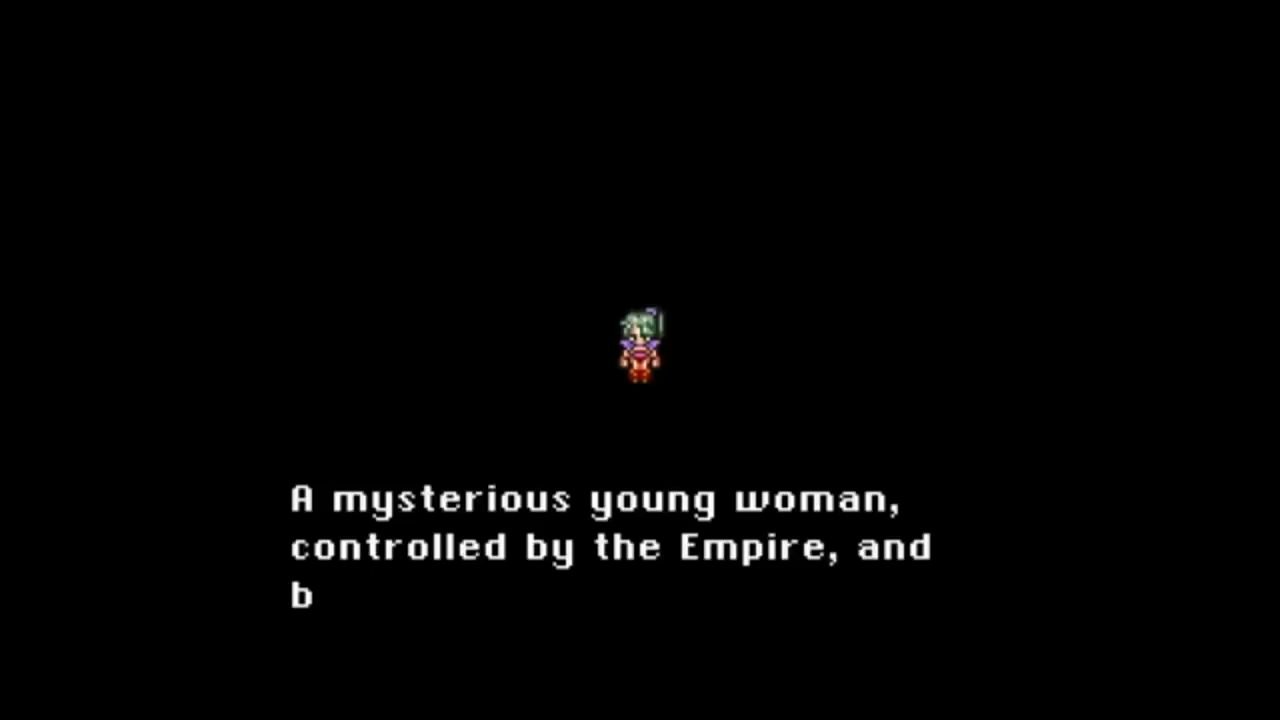 A mysterious young woman,
controlled by the Empire, and
b